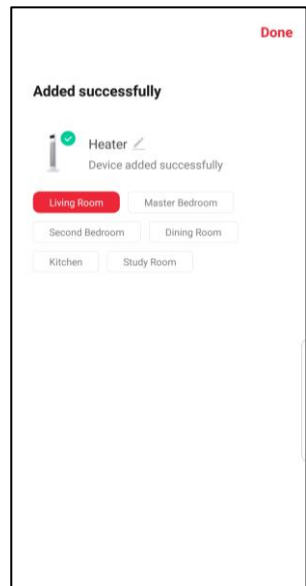 Done
Added successfully
Heater
Device added successfully
Living Room Master Bedroom
Second Bedroom Dining Room
Kitchen Study Room